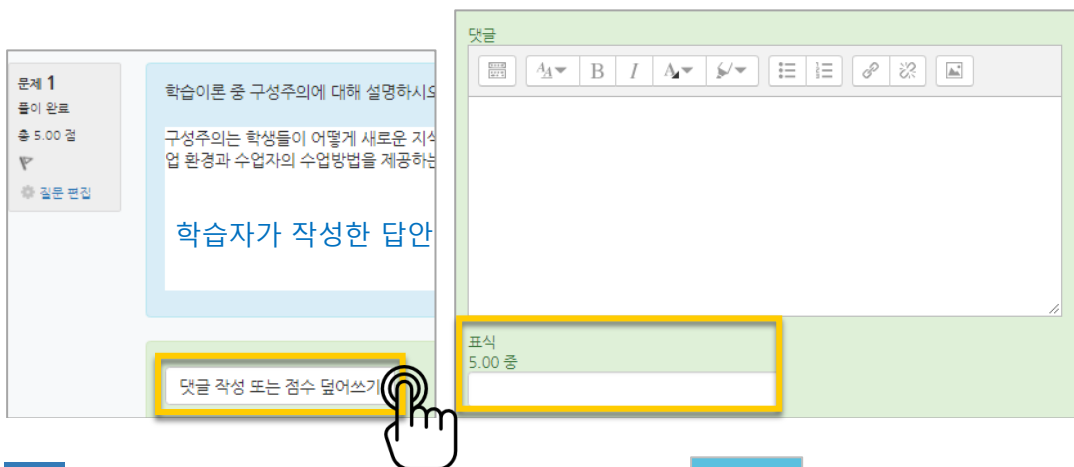 문제 1
풀이 완료
총 5.00 점
질문 편집
학습이론 중 구성주의에 대해 설명하시오
구성주의는 학생들이 어떻게 새로운
업 환경과 수업자의 수업방법을 제공하는
학습자가 작성한 답안
댓글 작성 또는 점수 덮어쓰기
댓글
B I
표식
5.00 중